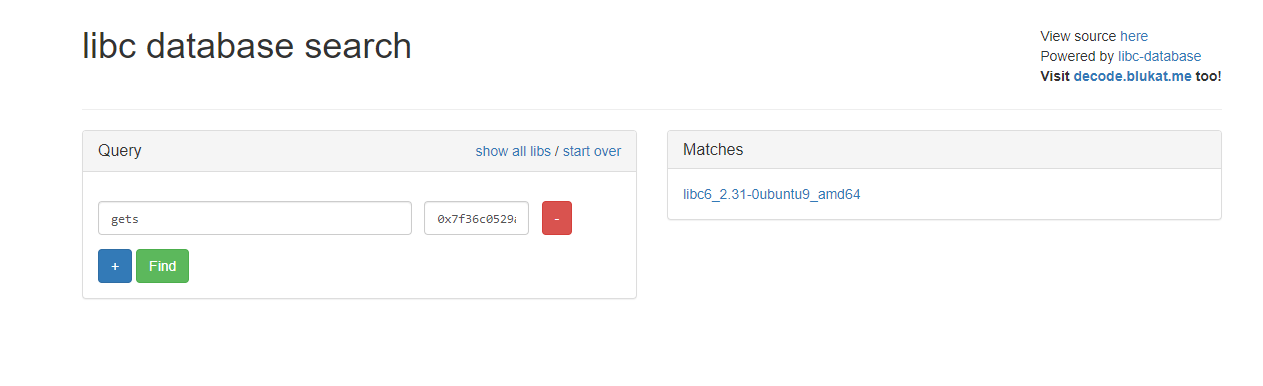 libc database search
View source here
Powered by libc-database
Visit decode.blukat.me too!
Query
show all libs / start over
gets
0x7f36c0529
-
+
Find
Matches
libc6_2.31-0ubuntu9_amd64